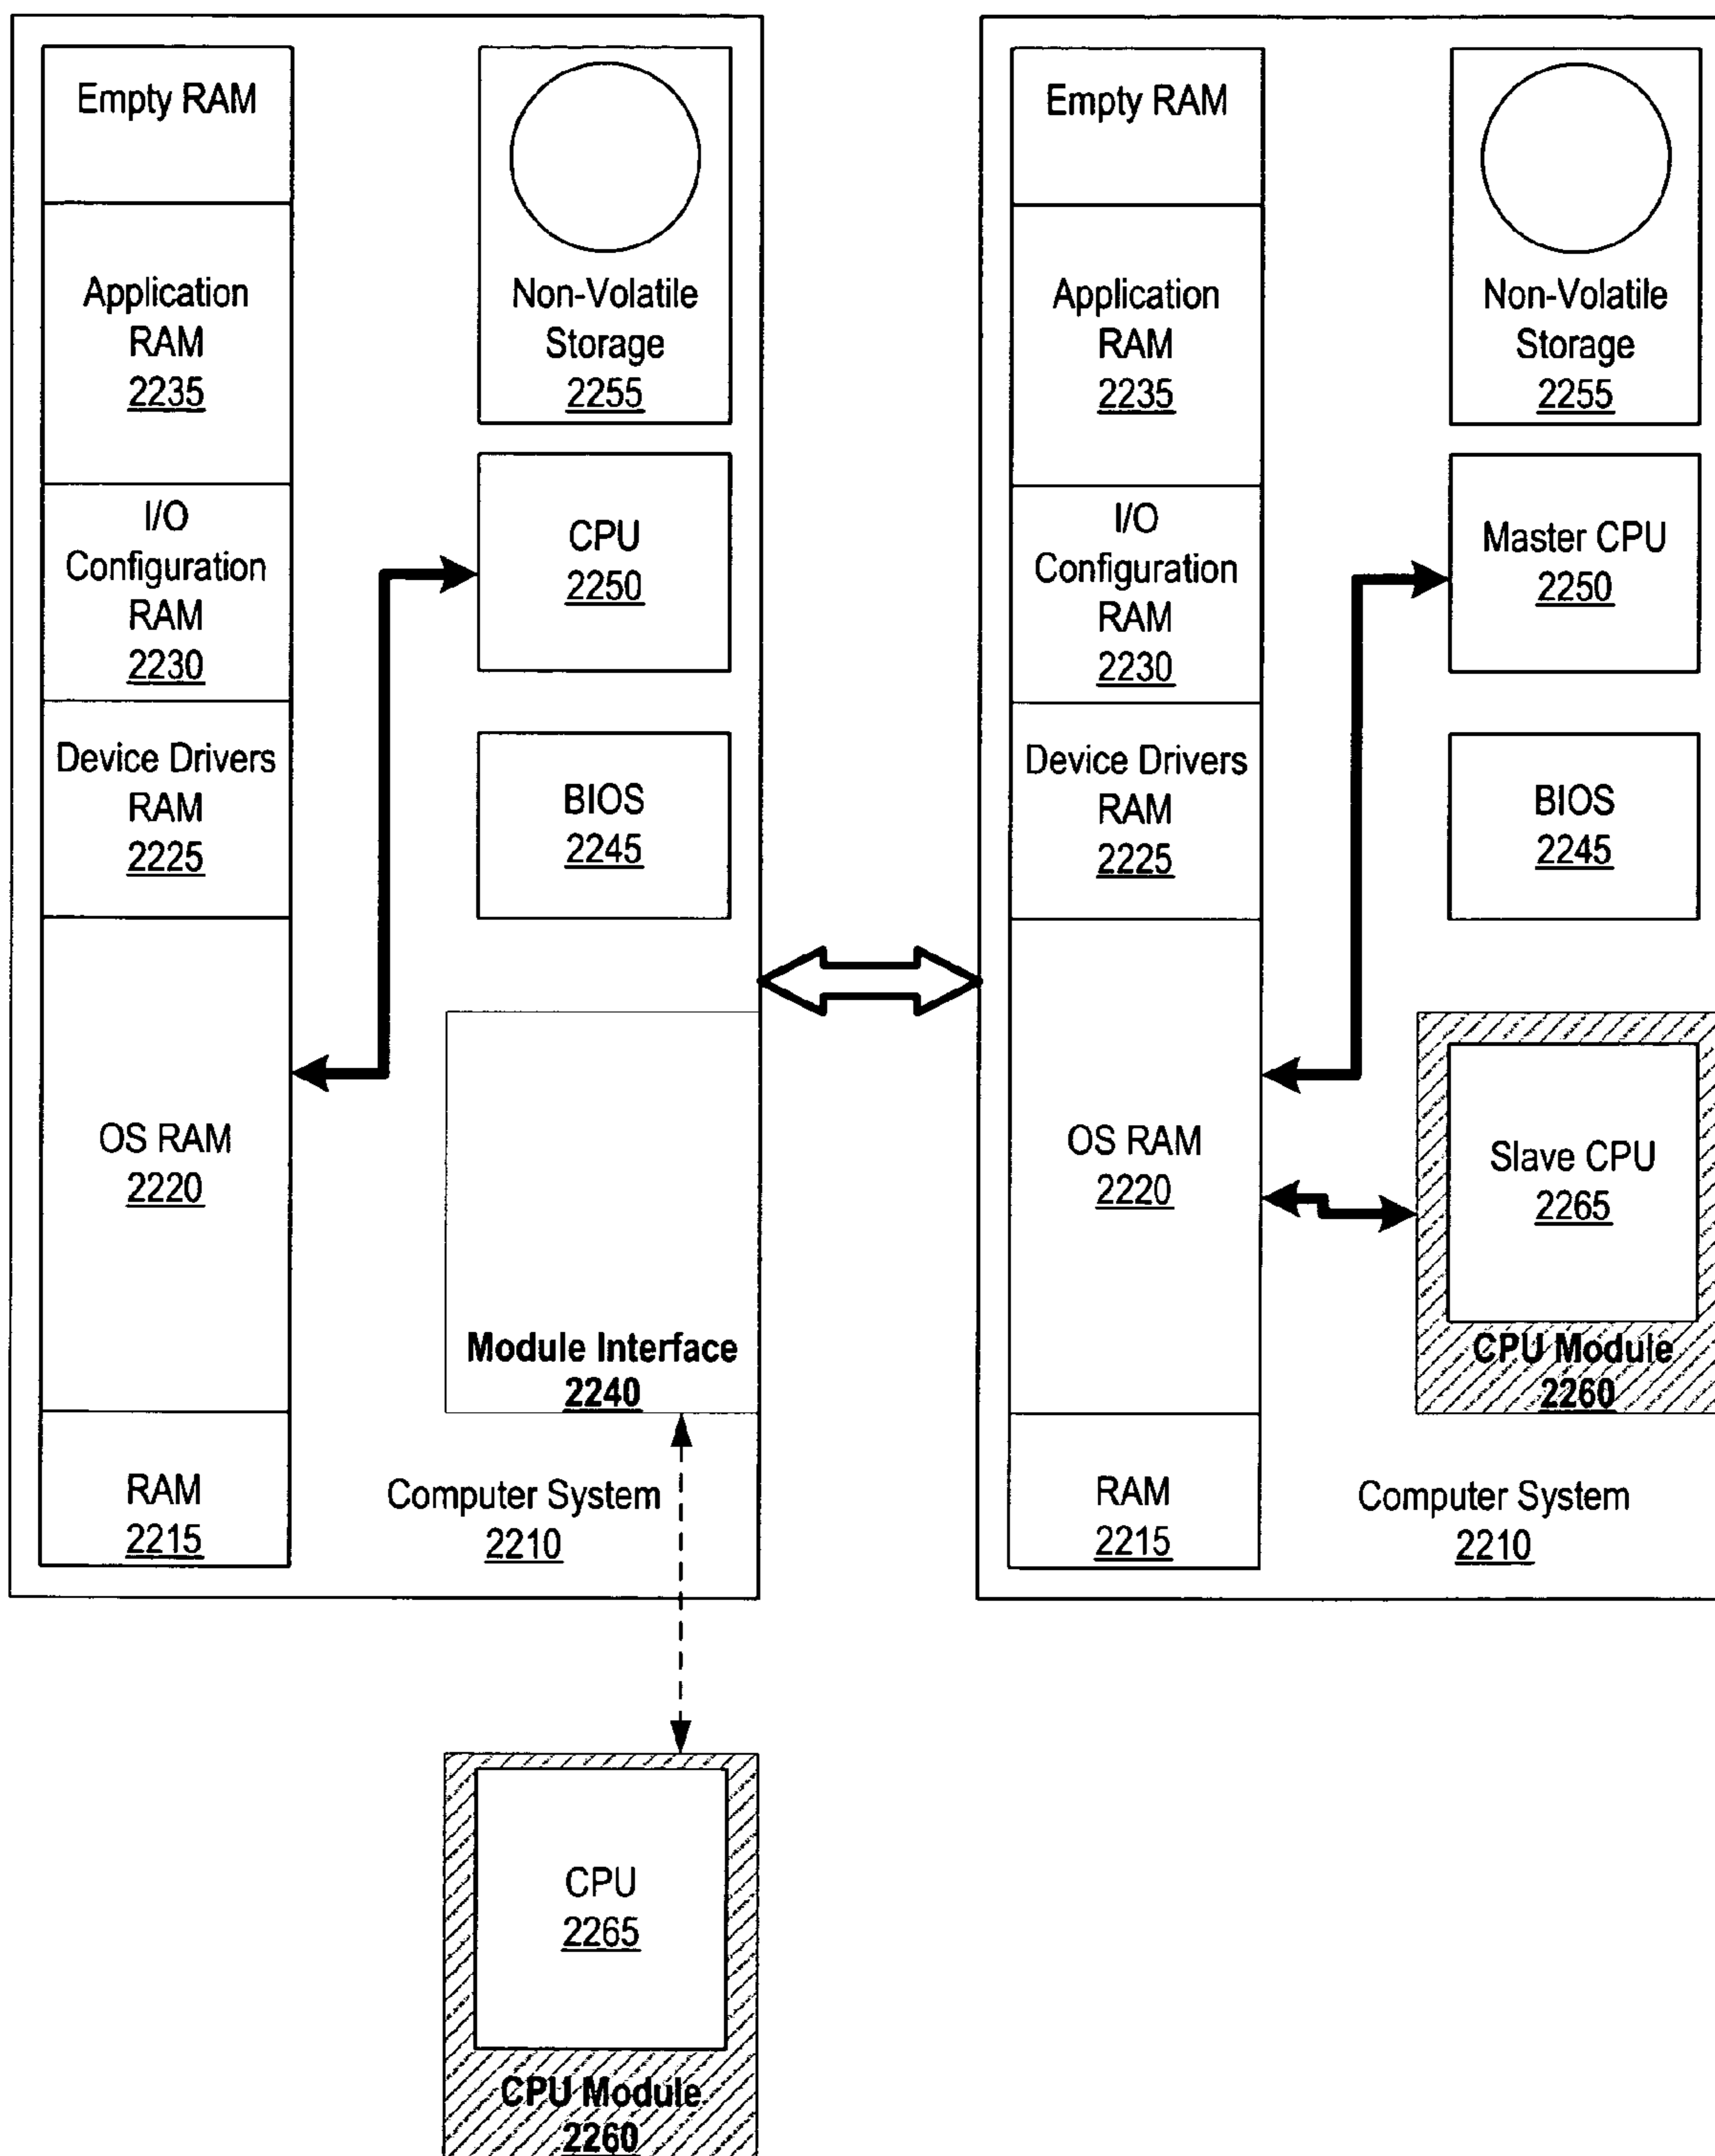 Empty RAM
Application
RAM
2235
I/O
Configuration
RAM
2230
Device Drivers
RAM
2225
OS RAM
2220
RAM
2215
Non-Volatile
Storage
2255
CPU
2250
BIOS
2245
Module Interface
2240
Computer System
2210
CPU
2265
CPU Module
2260
Empty RAM
Application
RAM
2235
I/O
Configuration
RAM
2230
Device Drivers
RAM
2225
OS RAM
2220
RAM
2215
Non-Volatile
Storage
2255
Master CPU
2250
BIOS
2245
Slave CPU
2265
CPU Module
2260
Computer System
2210